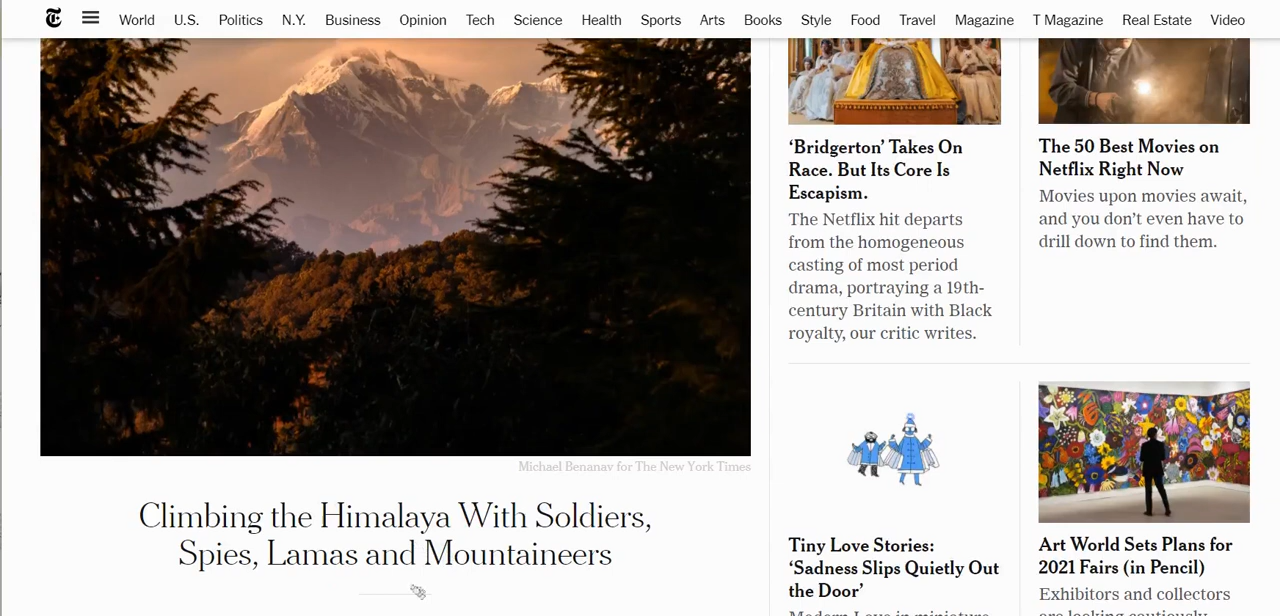 World U.S. Politics N.Y. Business Opinion Tech Science Health Sports Arts Books Style Food Travel Magazine T Magazine Real Estate Video
Michael Benanav for The New York Times
Climbing the Himalaya With Soldiers,
Spies, Lamas and Mountaineers
‘Bridgerton’ Takes On
Race. But Its Core Is
Escapism.
The Netflix hit departs
from the homogeneous
casting of most period
drama, portraying a 19th-
century Britain with Black
royalty, our critic writes.
The 50 Best Movies on
Netflix Right Now
Movies upon movies await,
and you don’t even have to
drill down to find them.
Tiny Love Stories:
‘Sadness Slips Quietly Out
the Door’
Modern Love in miniature
Art World Sets Plans for
2021 Fairs (in Pencil)
Exhibitors and collectors
are looking cautiously